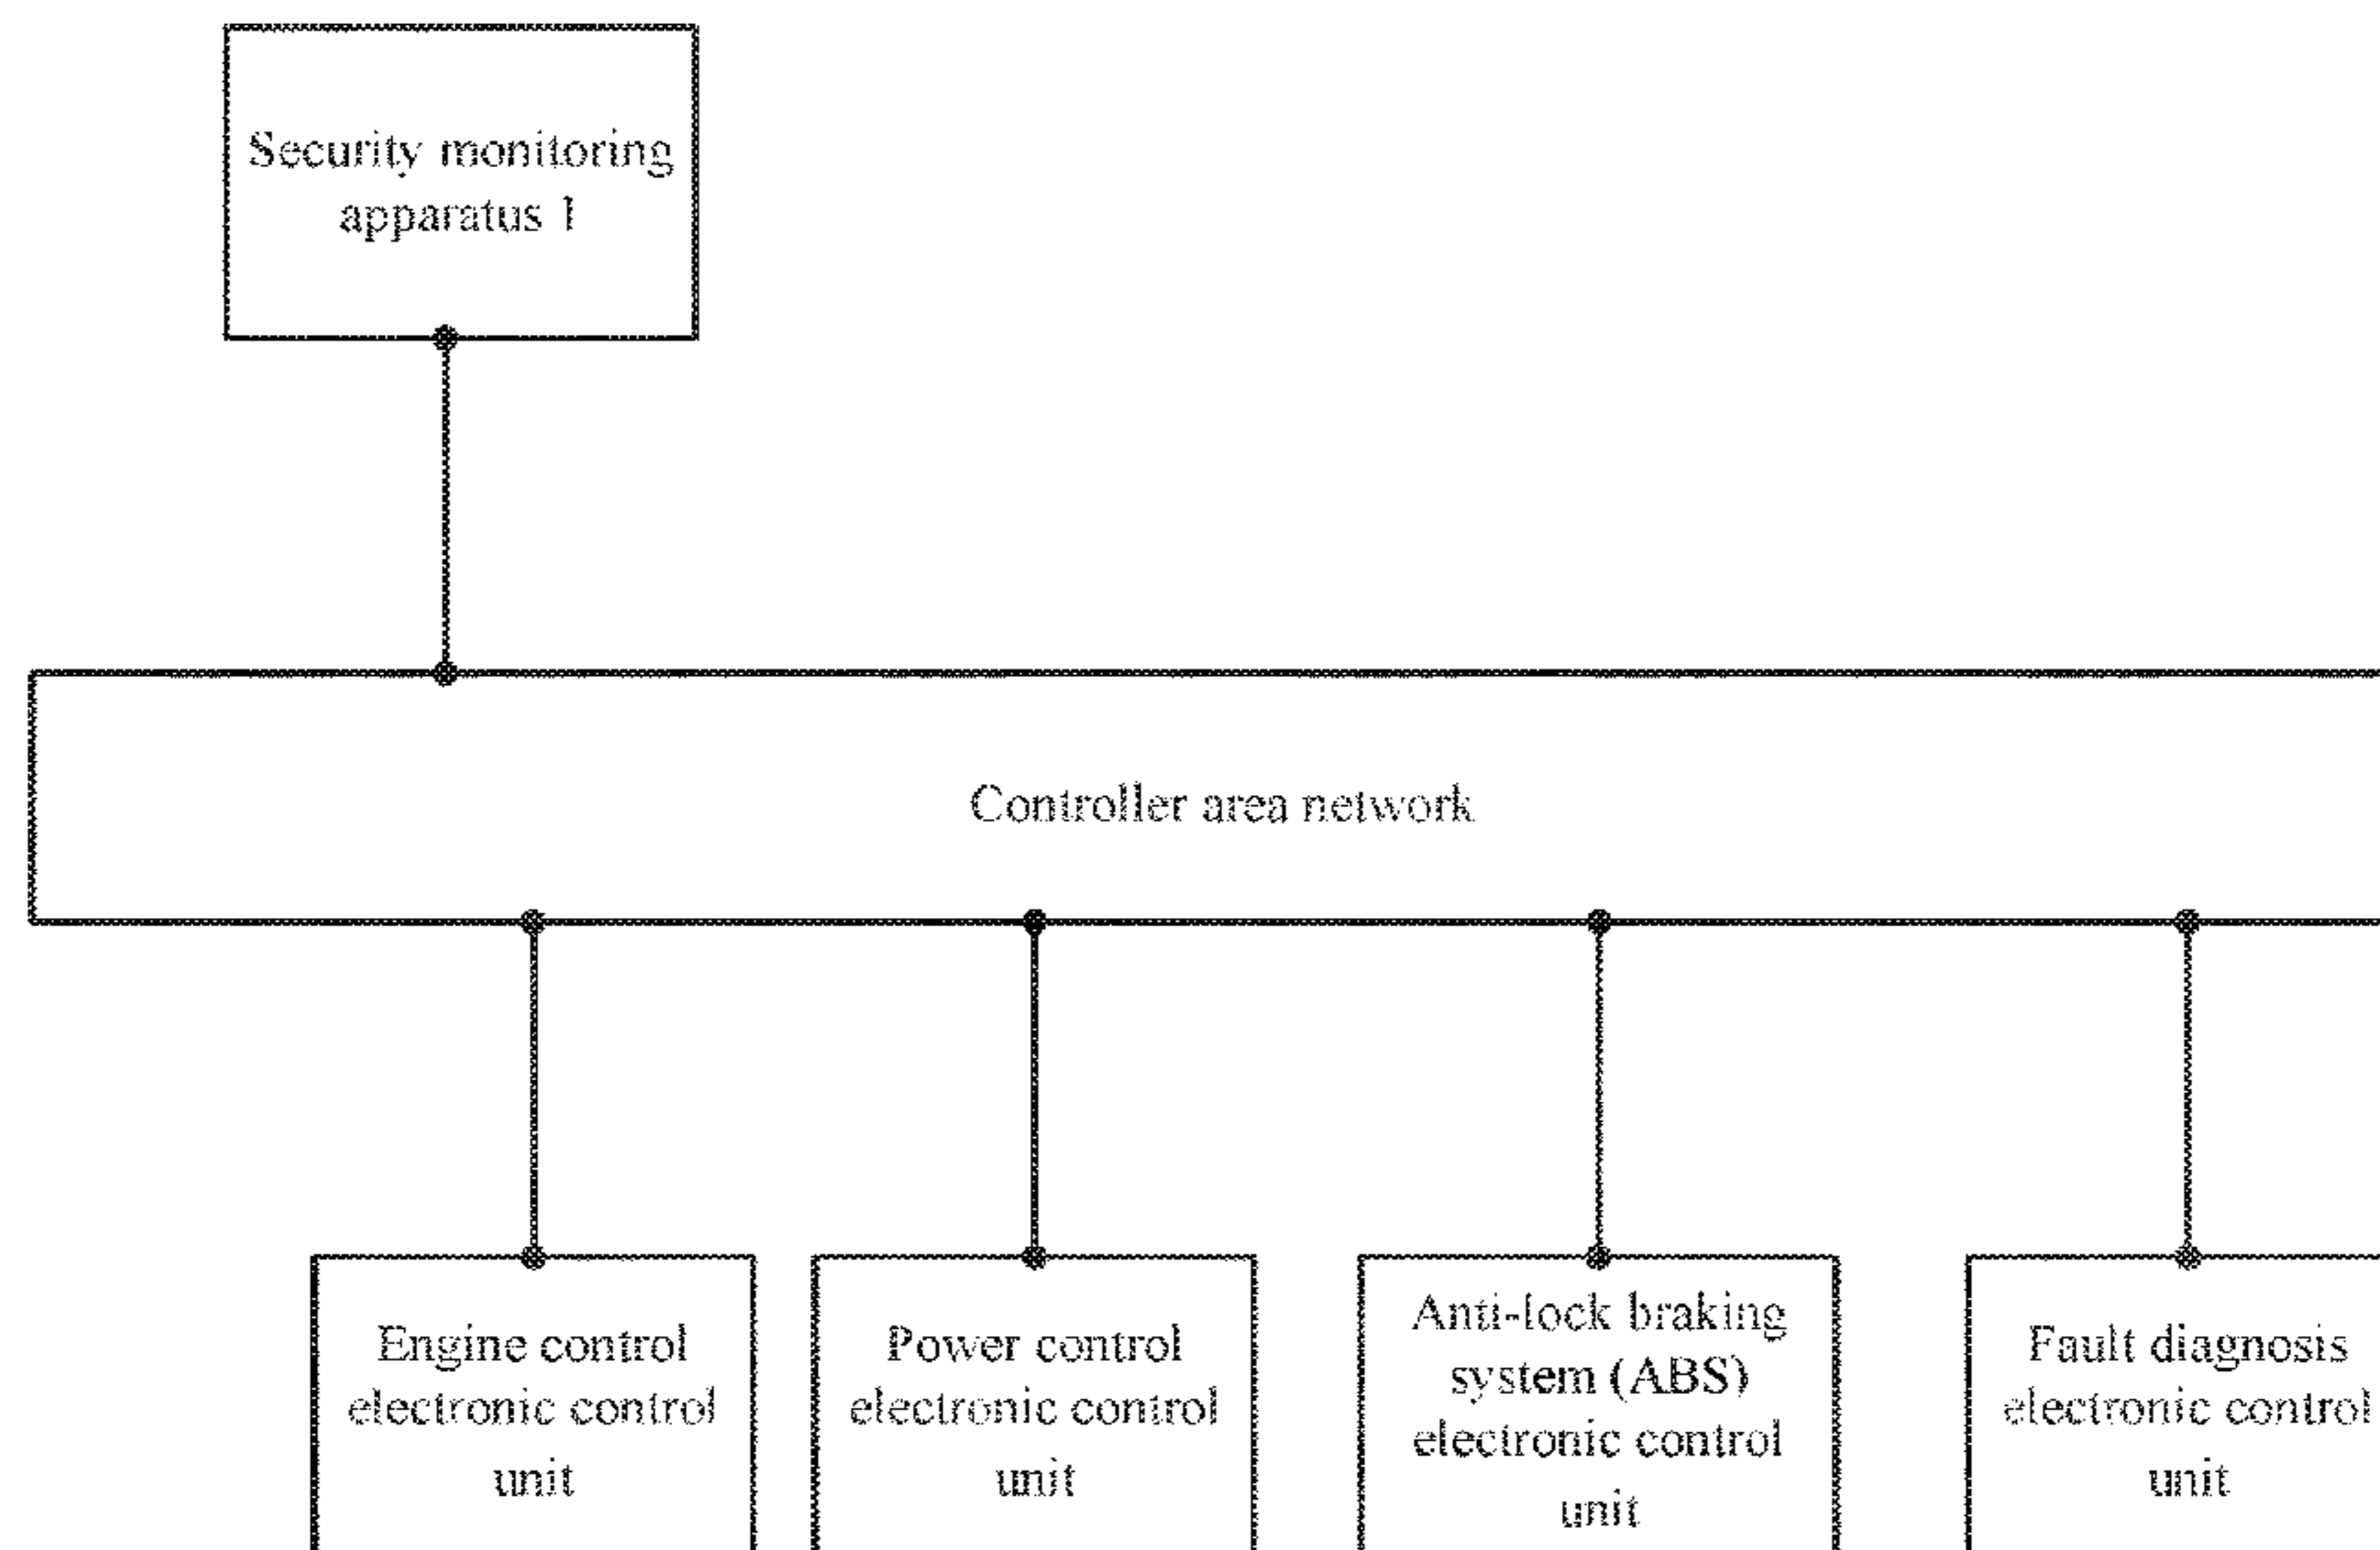 Security monitoring
apparatus 1
Controller area network
Engine control
electronic control
unit
Power control
electronic control
unit
Anti-lock braking
system (ABS)
electronic control
unit
Fault diagnosis
electronic control
unit